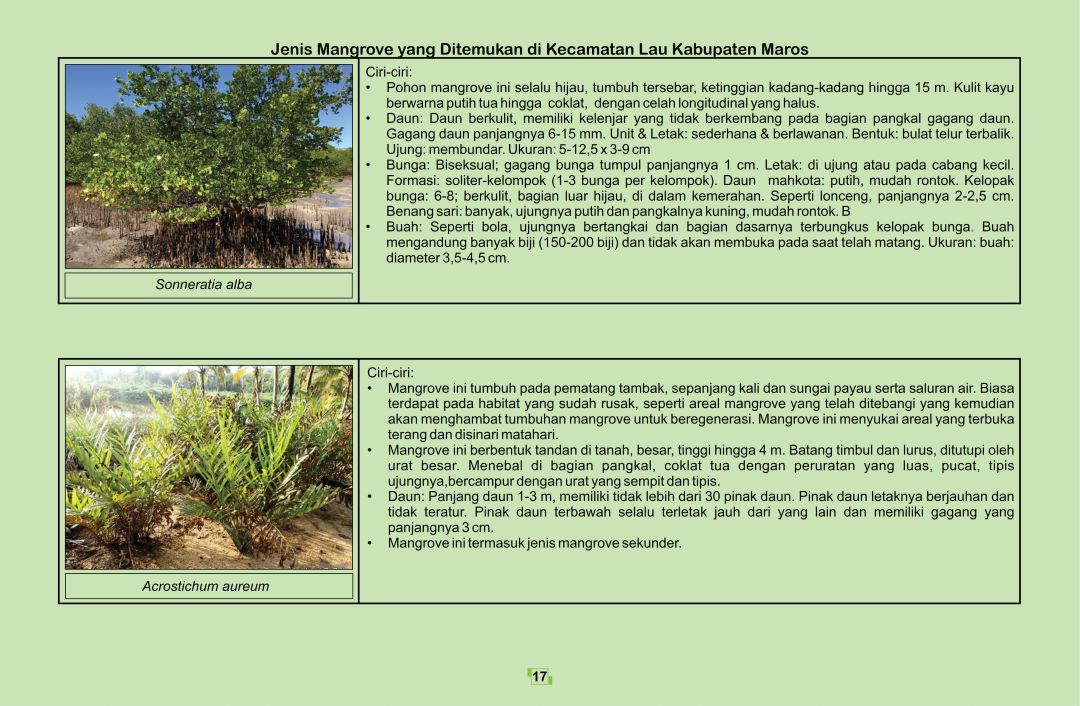 Jenis Mangrove yang Ditemukan di Kecamatan Lau Kabupaten Maros
Ciri-ciri:
• Pohon mangrove ini selalu hijau, tumbuh tersebar, ketinggian kadang-kadang hingga 15 m. Kulit kayu
berwarna putih tua hingga coklat, dengan celah longitudinal yang halus.
• Daun: Daun berkulit, memiliki kelenjar yang tidak berkembang pada bagian pangkal gagang daun.
Gagang daun panjangnya 6-15 mm. Unit & Letak: sederhana & berlawanan. Bentuk: bulat telur terbalik.
Ujung: membundar. Ukuran: 5-12,5 x 3-9 cm
• Bunga: Biseksual; gagang bunga tumpul panjangnya 1 cm. Letak: di ujung atau pada cabang kecil.
Formasi: soliter-kelompok (1-3 bunga per kelompok). Daun mahkota: putih, mudah rontok. Kelopak
bunga: 6-8; berkulit, bagian luar hijau, di dalam kemerahan. Seperti lonceng, panjangnya 2-2,5 cm.
Benang sari: banyak, ujungnya putih dan pangkalnya kuning, mudah rontok. B
• Buah: Seperti bola, ujungnya bertangkai dan bagian dasarnya terbungkus kelopak bunga. Buah
mengandung banyak biji (150-200 biji) dan tidak akan membuka pada saat telah matang. Ukuran: buah:
diameter 3,5-4,5 cm.
Sonneratia alba
Ciri-ciri:
• Mangrove ini tumbuh pada pematang tambak, sepanjang kali dan sungai payau serta saluran air. Biasa
terdapat pada habitat yang sudah rusak, seperti areal mangrove yang telah ditebangi yang kemudian
akan menghambat tumbuhan mangrove untuk beregenerasi. Mangrove ini menyukai areal yang terbuka
terang dan disinari matahari.
• Mangrove ini berbentuk tandan di tanah, besar, tinggi hingga 4 m. Batang timbul dan lurus, ditutupi oleh
urat besar. Menebal di bagian pangkal, coklat tua dengan peruratan yang luas, pucat, tipis
ujungnya,bercampur dengan urat yang sempit dan tipis.
• Daun: Panjang daun 1-3 m, memiliki tidak lebih dari 30 pinak daun. Pinak daun letaknya berjauhan dan
tidak teratur. Pinak daun terbawah selalu terletak jauh dari yang lain dan memiliki gagang yang
panjangnya 3 cm.
• Mangrove ini termasuk jenis mangrove sekunder.
Acrostichum aureum
17